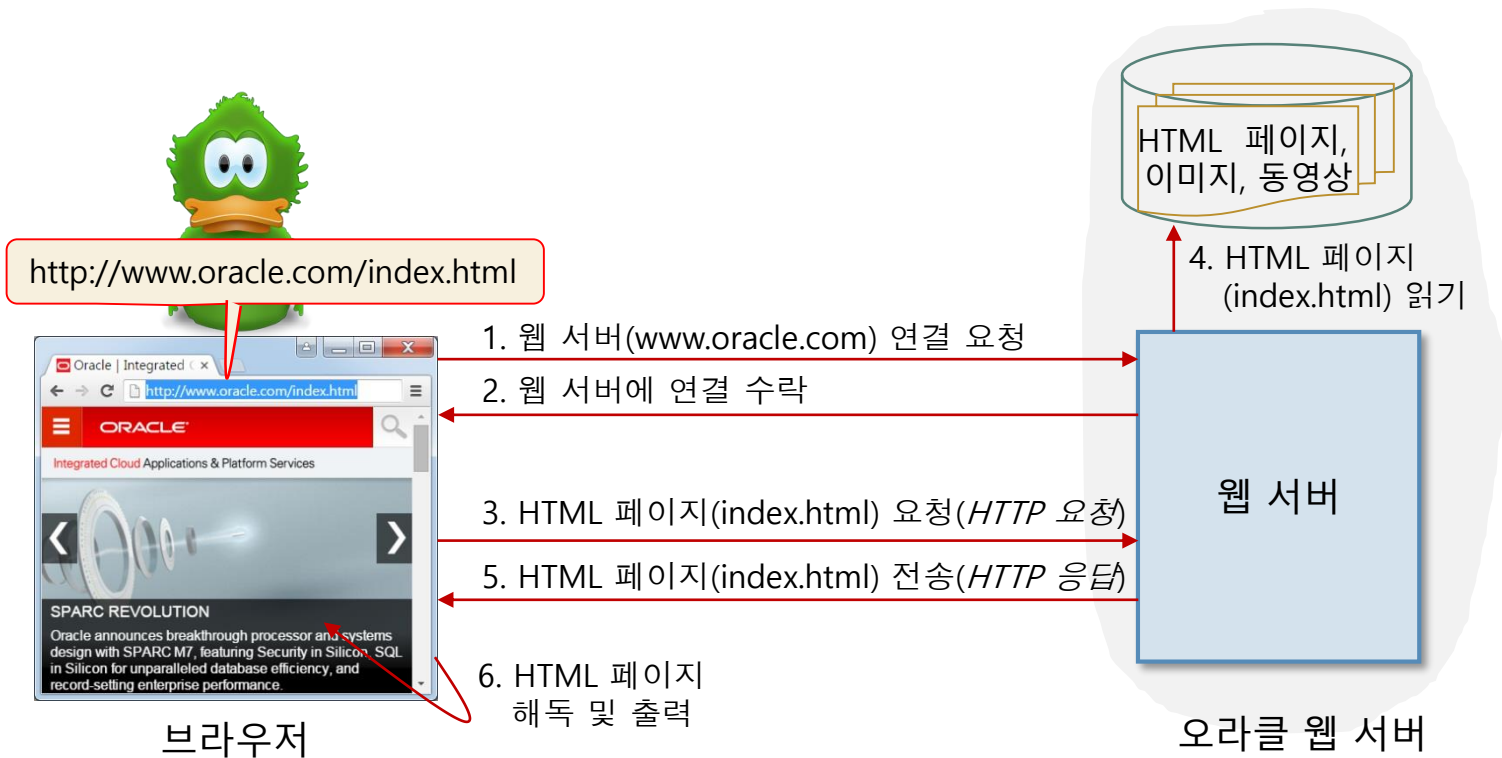 HTML 페이지,
이미지, 동영상
http://www.oracle.com/index.html
4. HTML 페이지
(index.html) 읽기
1. 웹 서버(www.oracle.com) 연결 요청
Oracle | Integrated C
http://www.oracle.com/index.html
2. 웹 서버에 연결 수락
ORACLE
Integrated Cloud Applications & Platform Services
웹 서버
3. HTML 페이지(index.html) 요청(HTTP 요청)
5. HTML 페이지(index.html) 전송(HTTP 응답)
SPARC REVOLUTION
Oracle announces breakthrough processor and systems
design with SPARC M7, featuring Security in Silicon, SQL
in Silicon for unparalleled database efficiency, and
record-setting enterprise performance.
6. HTML 페이지
해독 및 출력
브라우저
오라클 웹 서버